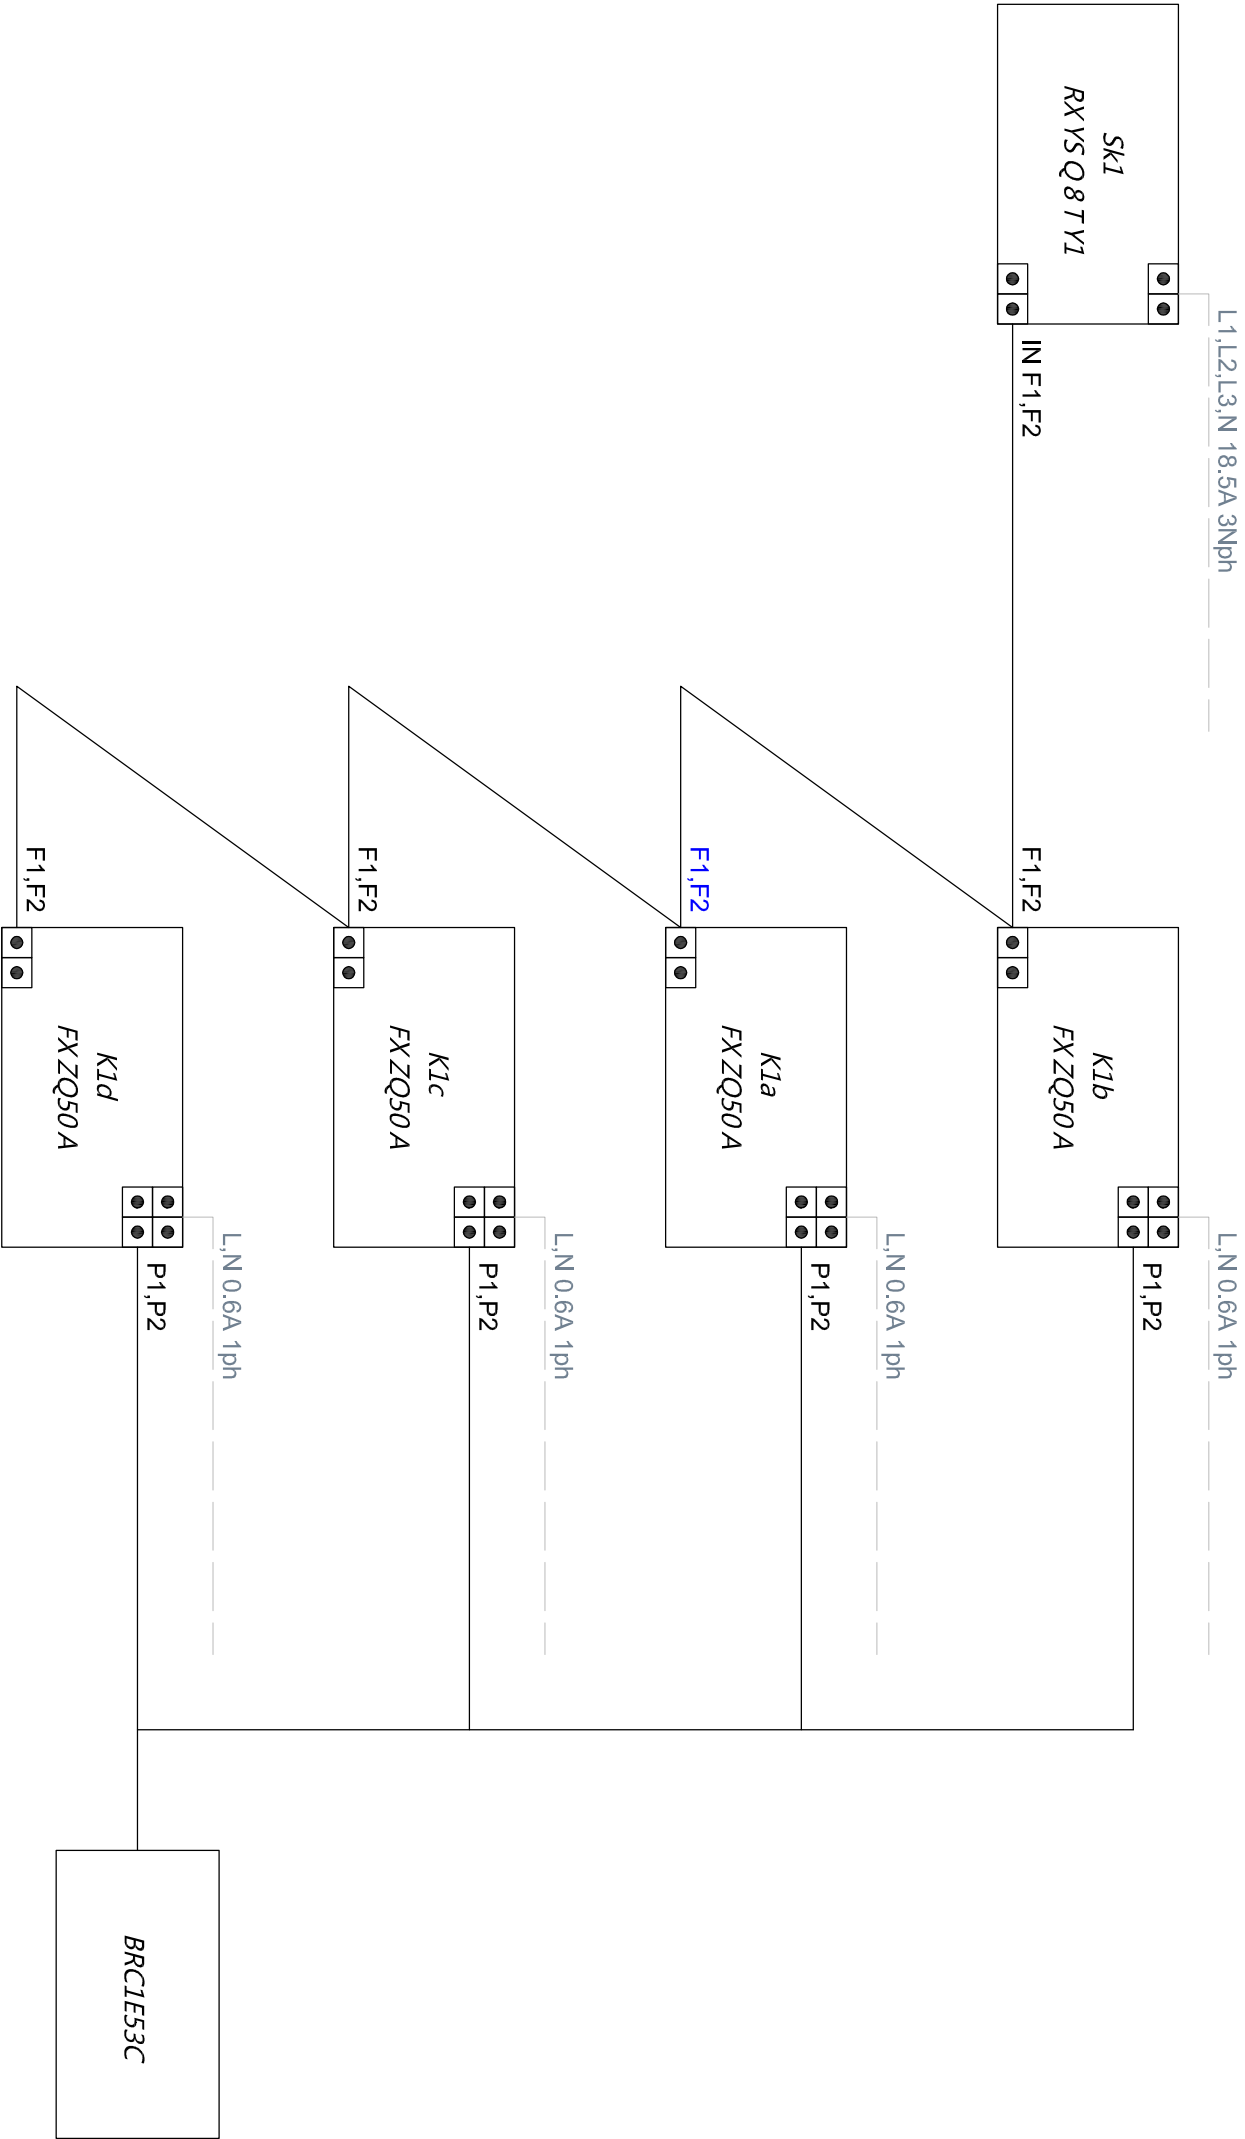 L1,L2,L3,N 18.5A 3Nph
Sk1
RXYSQ8TY1
IN F1,F2
F1,F2
K1b
FXZQ50A
L,N 0.6A 1ph
P1,P2
F1,F2
K1a
FXZQ50A
L,N 0.6A 1ph
P1,P2
F1,F2
K1c
FXZQ50A
L,N 0.6A 1ph
P1,P2
F1,F2
K1d
FXZQ50A
L,N 0.6A 1ph
P1,P2
BRC1E53C